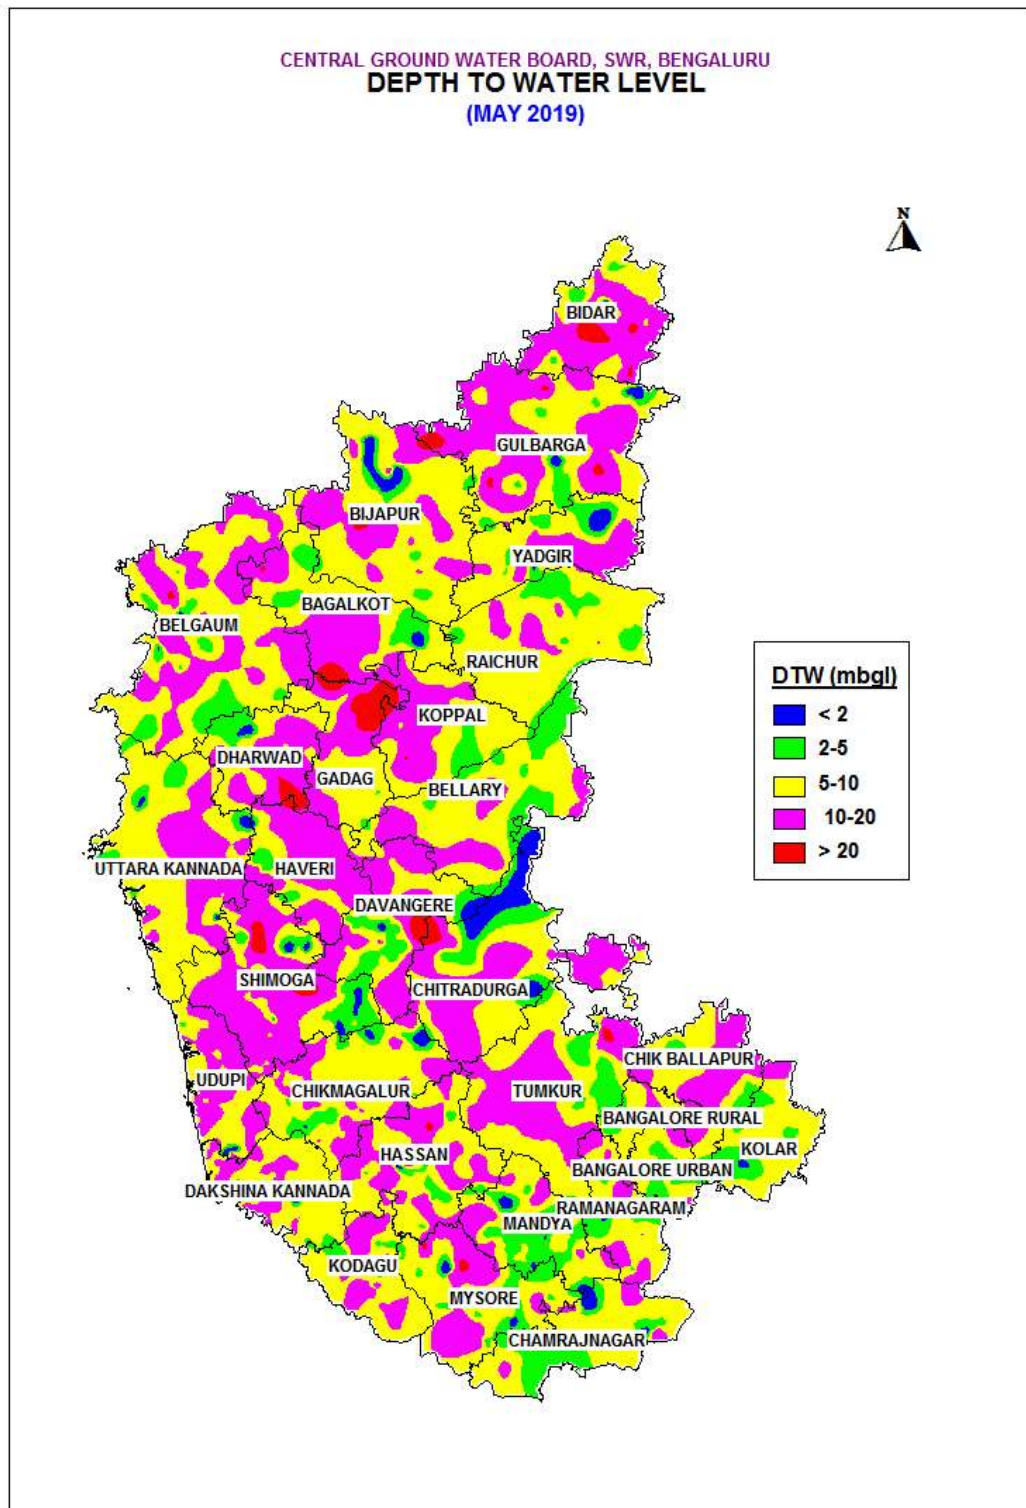 CENTRAL GROUND WATER BOARD, SWR, BENGALURU
DEPTH TO WATER LEVEL
(MAY 2019)
N
BIDAR
GULBARGA
BIJAPUR
YADGIR
BAGALKOT
BELGAUM
RAICHUR
DTW (mbgl)
< 2
2-5
5-10
10-20
> 20
KOPPAL
DHARWAD
GADAG
BELLARY
UTTARA KANNADA
HAVERI
DAVANGERE
SHIMOGA
CHITRADURGA
CHIK BALLAPUR
UDUPI
CHIKMAGALUR
TUMKUR
BANGALORE RURAL
KOLAR
HASSAN
BANGALORE URBAN
DAKSHINA KANNADA
RAMANAGARAM
MANDYA
KODAGU
MYSORE
CHAMRAJNAGAR